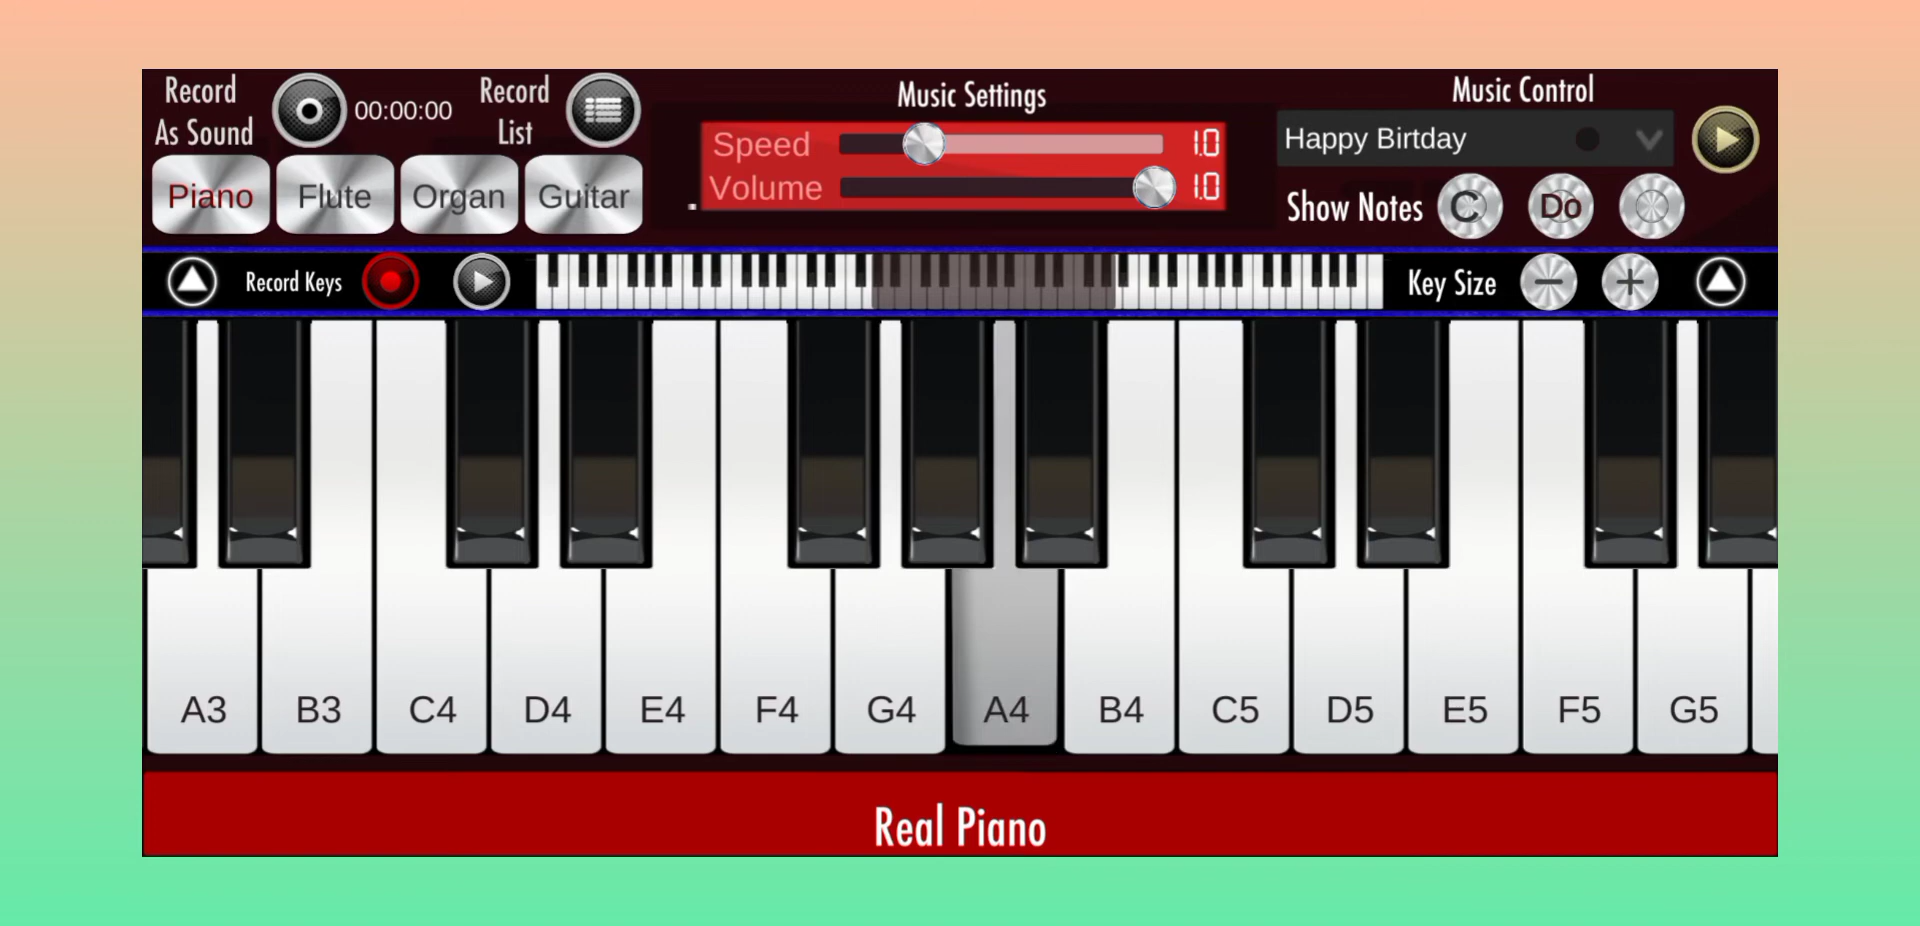 Record
As Sound
00:00:00
Record
List
Piano
Flute
Organ
Guitar
Music Settings
Speed
1.0
Volume
1.0
Music Control
Happy Birtday
Show Notes
C
Do
Record Keys
Key Size
A3 B3 C4 D4 E4 F4 G4 A4 B4 C5 D5 E5 F5 G5
Real Piano